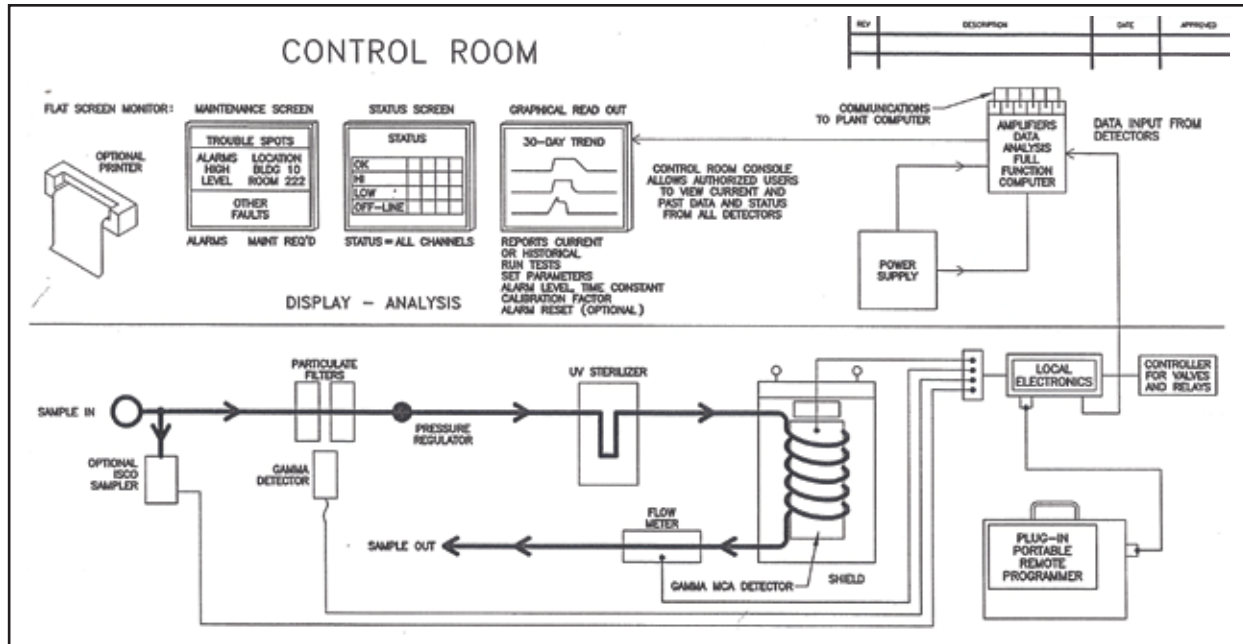 REV DESCRIPTION DATE APPROVED
CONTROL ROOM
FLAT SCREEN MONITOR:
OPTIONAL
PRINTER
MAINTENANCE SCREEN
TROUBLE SPOTS
ALARMS LOCATION
HIGH BLDG 10
LEVEL ROOM 222
OTHER
FAULTS
ALARMS MAINT REQ'D
STATUS SCREEN
STATUS
OK
HI
LOW
OFF-LINE
STATUS=ALL CHANNELS
GRAPHICAL READ OUT
30-DAY TREND
REPORTS CURRENT
OR HISTORICAL
RUN TESTS
SET PARAMETERS
ALARM LEVEL, TIME CONSTANT
CALIBRATION FACTOR
ALARM RESET (OPTIONAL)
CONTROL ROOM CONSOLE
ALLOWS AUTHORIZED USERS
TO VIEW CURRENT AND
PAST DATA AND STATUS
FROM ALL DETECTORS
COMMUNICATIONS
TO PLANT COMPUTER
AMPLIFIERS
DATA
ANALYSIS
FULL
FUNCTION
COMPUTER
DATA INPUT FROM
DETECTORS
POWER
SUPPLY
DISPLAY - ANALYSIS
SAMPLE IN
OPTIONAL
ISCO
SAMPLER
PARTICULATE
FILTERS
GAMMA
DETECTOR
PRESSURE
REGULATOR
UV STERILIZER
FLOW
METER
SAMPLE OUT
GAMMA MCA DETECTOR
SHIELD
LOCAL
ELECTRONICS
CONTROLLER
FOR VALVES
AND RELAYS
PLUG-IN
PORTABLE
REMOTE
PROGRAMMER